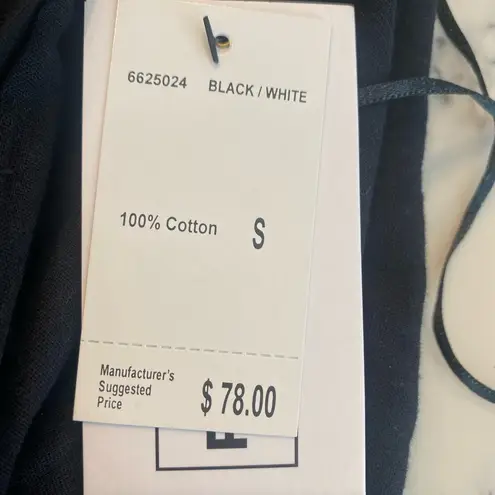 6625024 BLACK / WHITE
100% Cotton S
Manufacturer's
Suggested
Price
$ 78.00